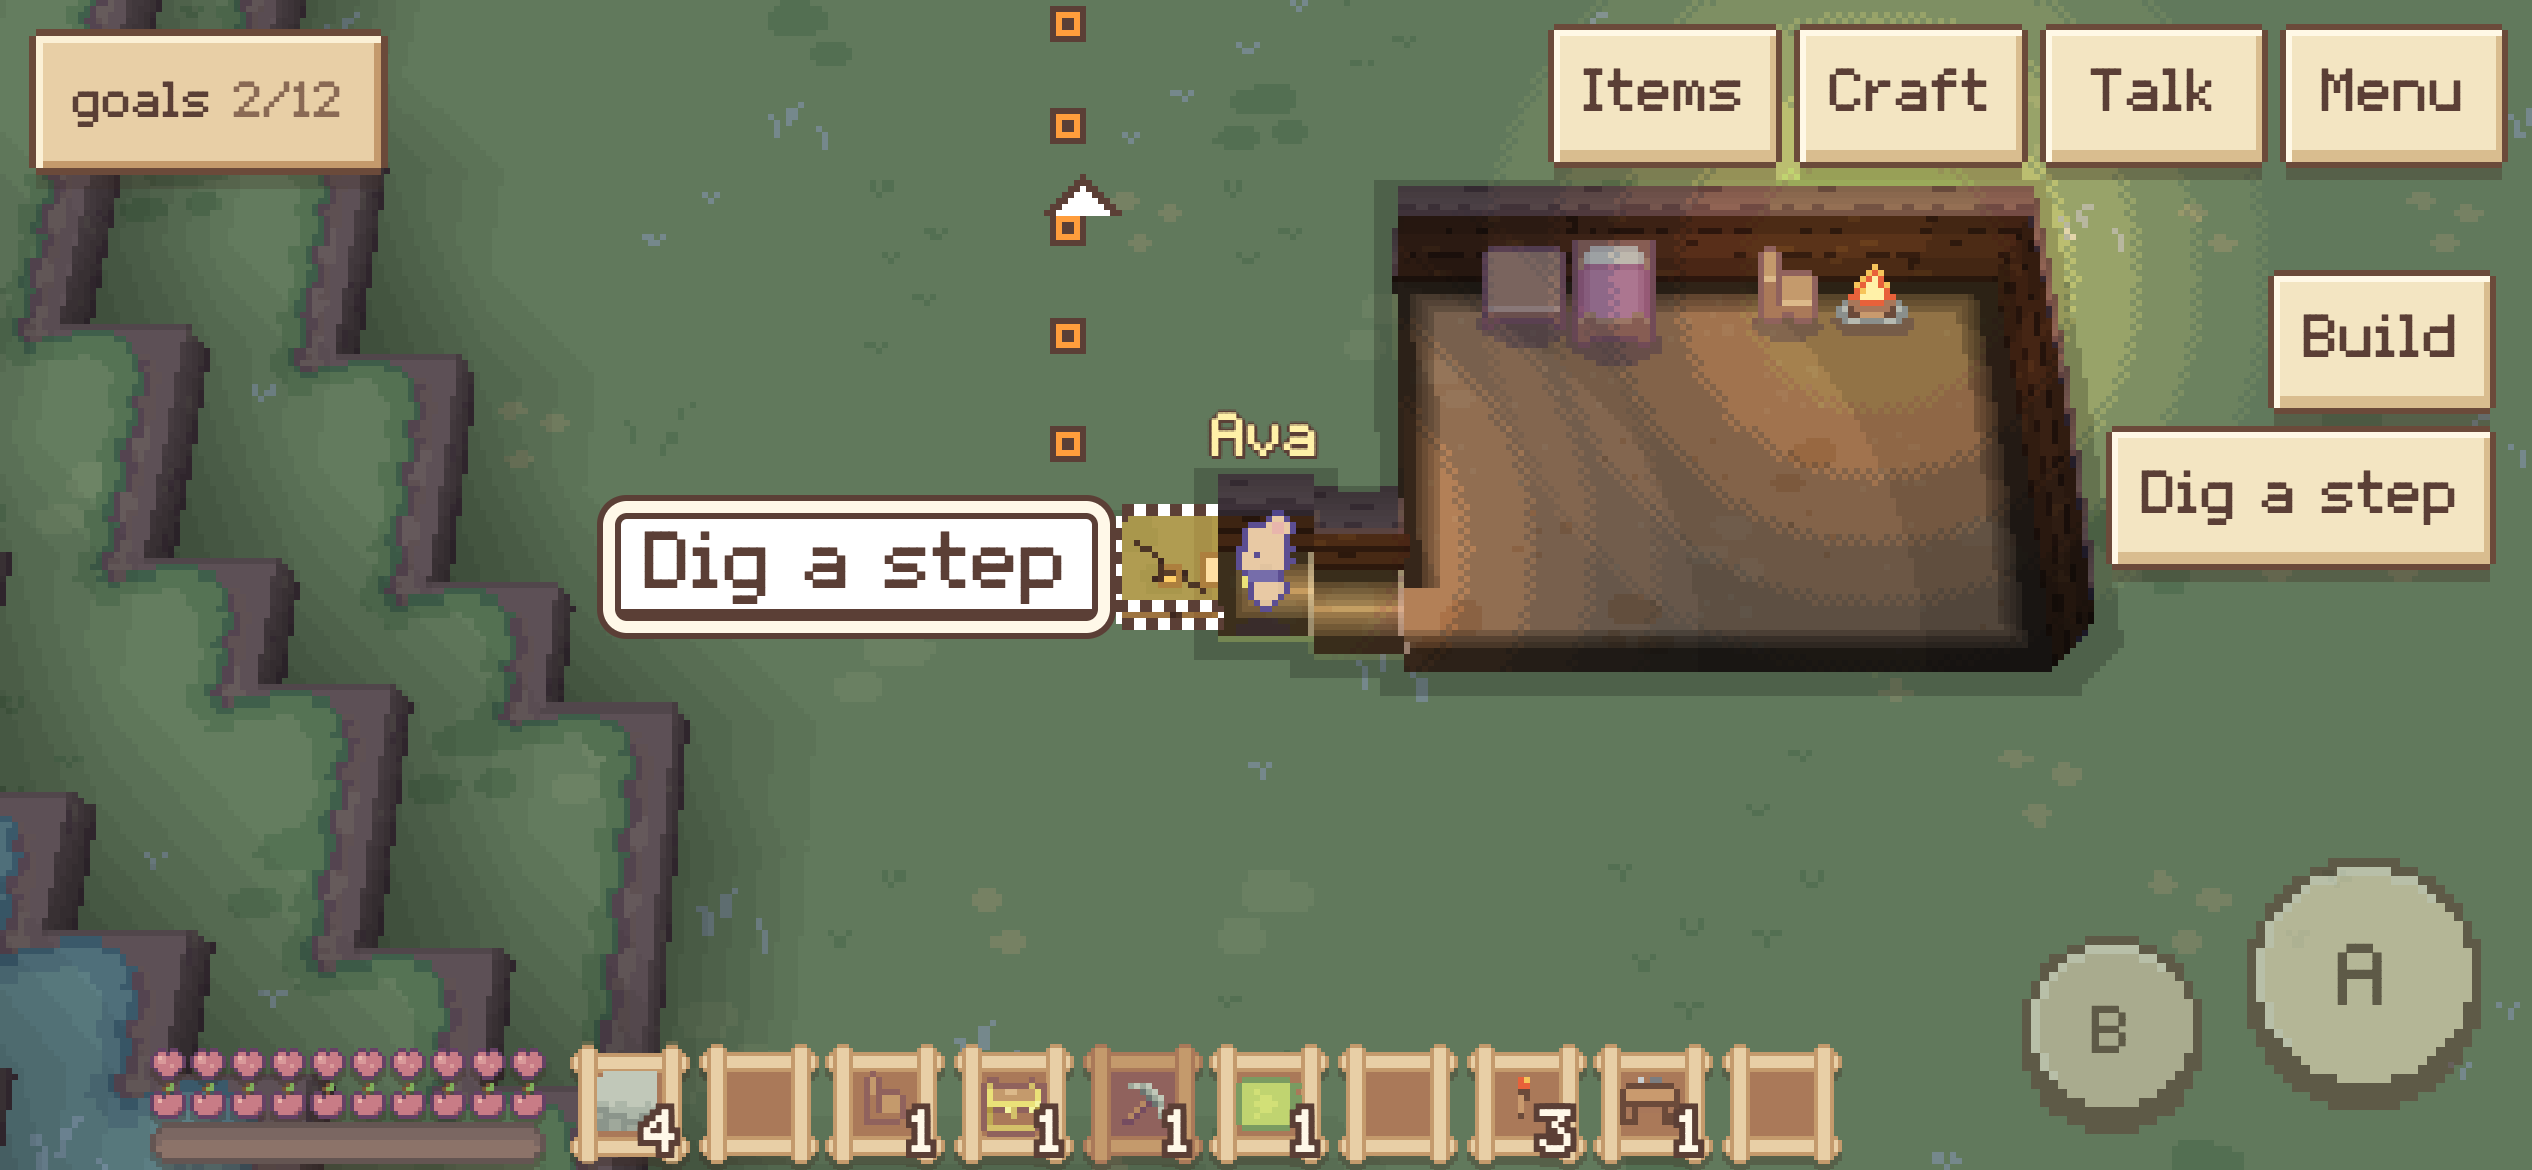 goals 2/12
Items
Craft
Talk
Menu
Build
Dig a step
Ava
Dig a step
A
B
4
1
1
1
1
3
1